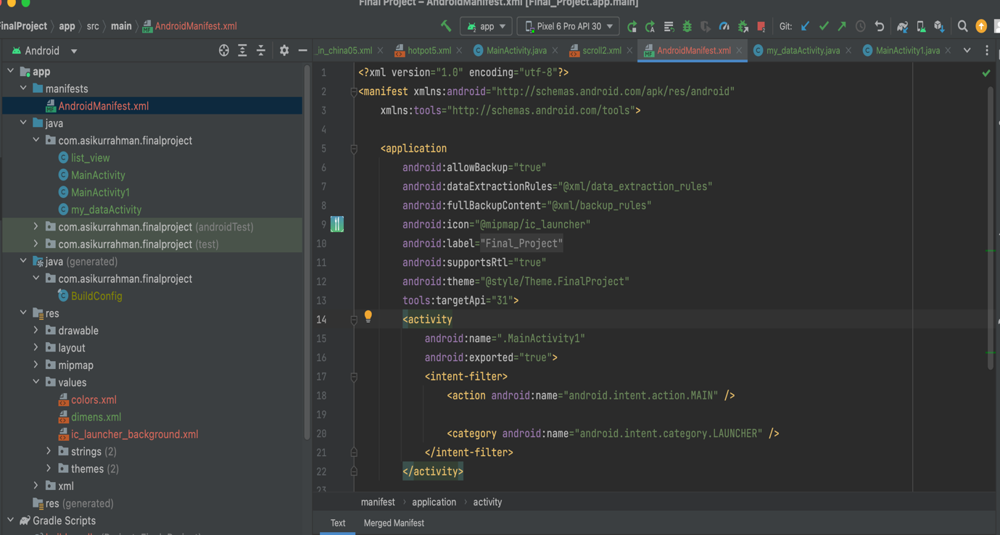 Final Project – AndroidManifest.xml [Final_Project.app.main]
FinalProject 〉 app 〉 src 〉 main 〉 AndroidManifest.xml
app
Pixel 6 Pro API 30
Git:
Android
_in_china05.xml
hotpot5.xml
MainActivity.java
scroll2.xml
AndroidManifest.xml
my_dataActivity.java
MainActivity1.java
app
manifests
AndroidManifest.xml
java
com.asikurrahman.finalproject
list_view
MainActivity
MainActivity1
my_dataActivity
com.asikurrahman.finalproject (androidTest)
com.asikurrahman.finalproject (test)
java (generated)
com.asikurrahman.finalproject
BuildConfig
res
drawable
layout
mipmap
values
colors.xml
dimens.xml
ic_launcher_background.xml
strings (2)
themes (2)
xml
res (generated)
Gradle Scripts
1 <?xml version="1.0" encoding="utf-8"?>
2 <manifest xmlns:android="http://schemas.android.com/apk/res/android"
3 xmlns:tools="http://schemas.android.com/tools">
4
5 <application
6 android:allowBackup="true"
7 android:dataExtractionRules="@xml/data_extraction_rules"
8 android:fullBackupContent="@xml/backup_rules"
9 android:icon="@mipmap/ic_launcher"
10 android:label="Final_Project"
11 android:supportsRtl="true"
12 android:theme="@style/Theme.FinalProject"
13 tools:targetApi="31">
14 <activity
15 android:name=".MainActivity1"
16 android:exported="true">
17 <intent-filter>
18 <action android:name="android.intent.action.MAIN" />
19
20 <category android:name="android.intent.category.LAUNCHER" />
21 </intent-filter>
22 </activity>
23
manifest › application › activity
Text
Merged Manifest